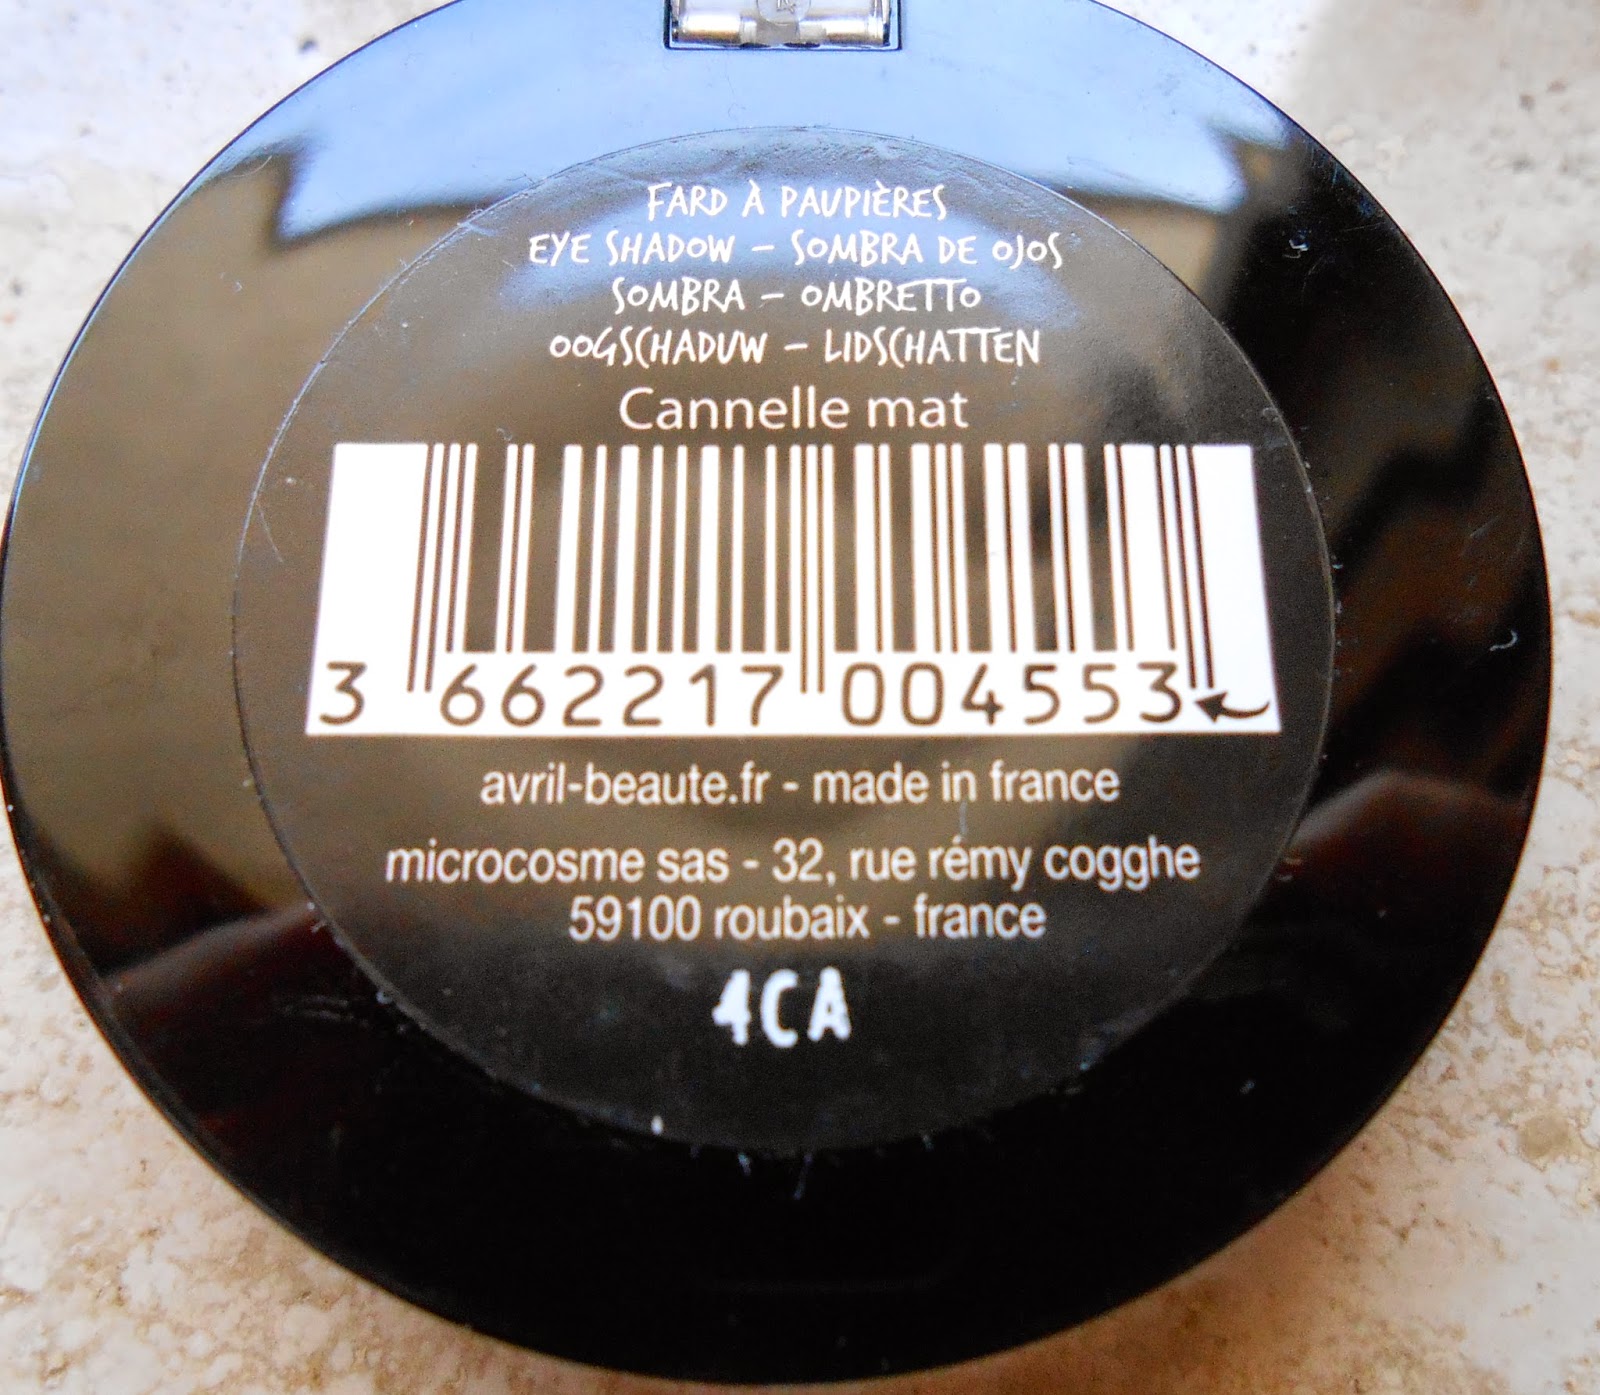 FARD À PAUPIÈRES
EYE SHADOW – SOMBRA DE OJOS
SOMBRA – OMBRETTO
OOGSCHADUW – LIDSCHATTEN
Cannelle mat
3 662217 004553
avril-beaute.fr - made in france
microcosme sas - 32, rue rémy cogghe
59100 roubaix - france
4CA